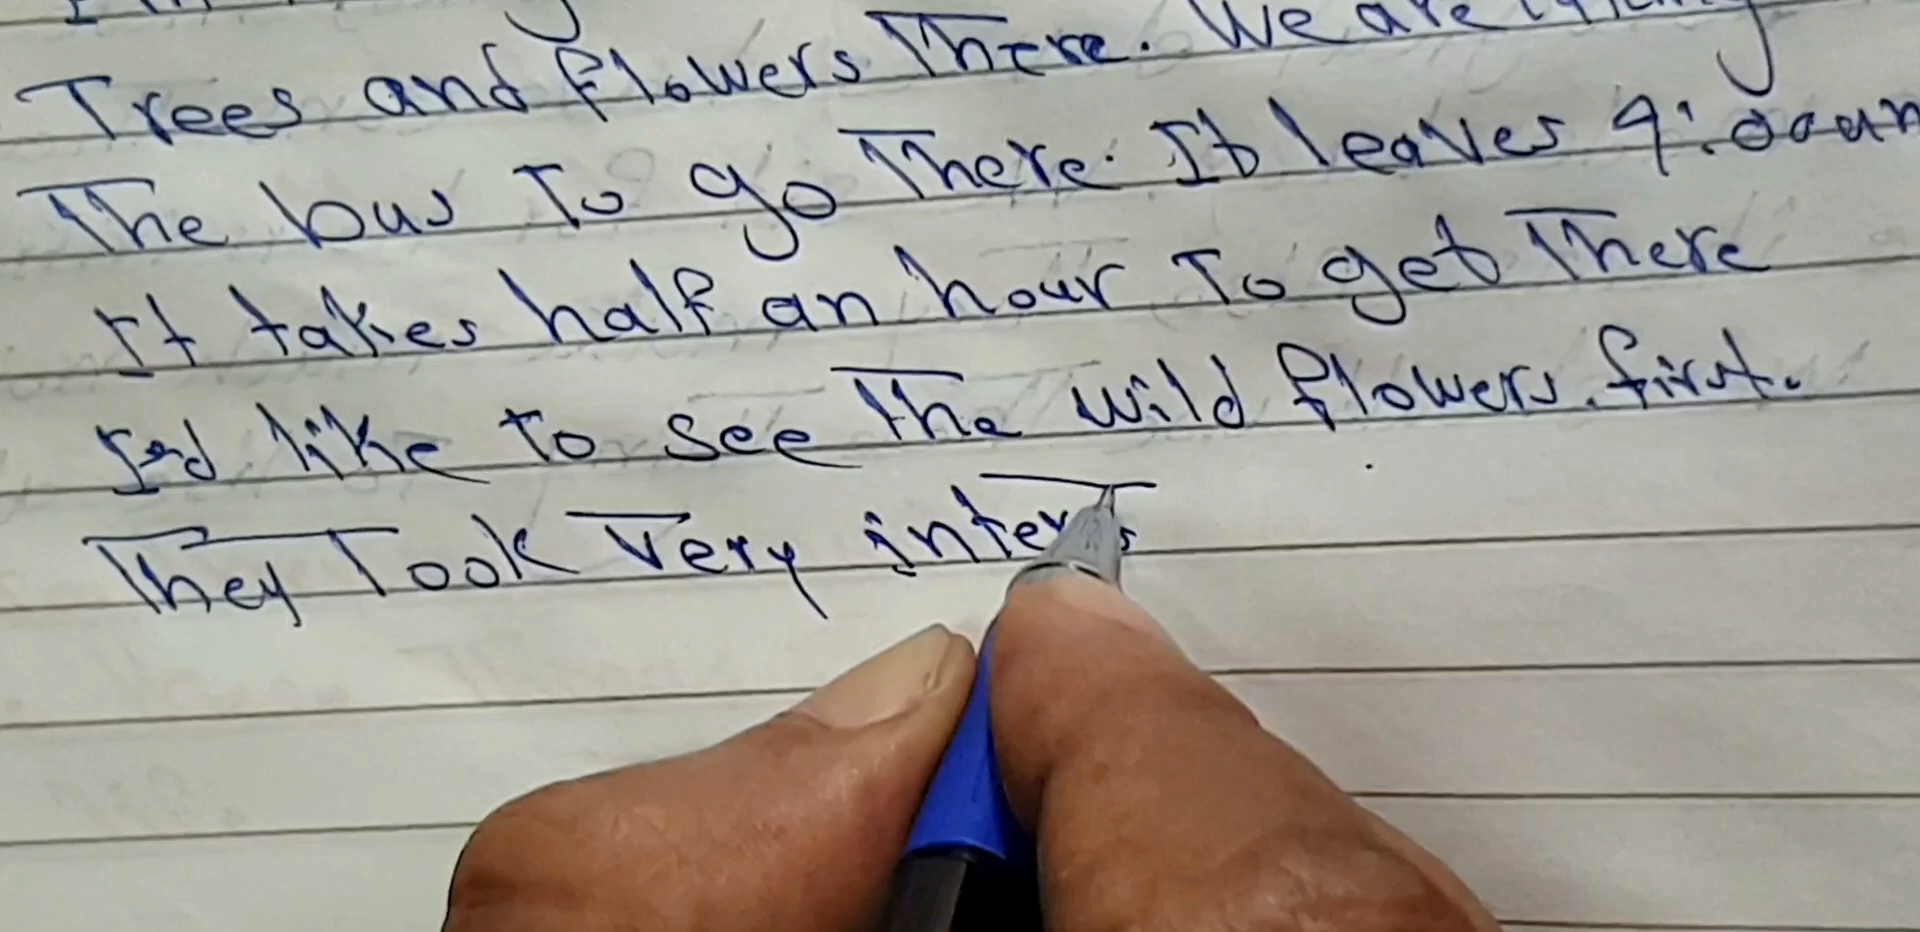 Trees and flowers There. We are
The bus To go There. It leaves 9:00am
It takes half an hour To get There
I'd like to see The wild flowers first.
They Took Very